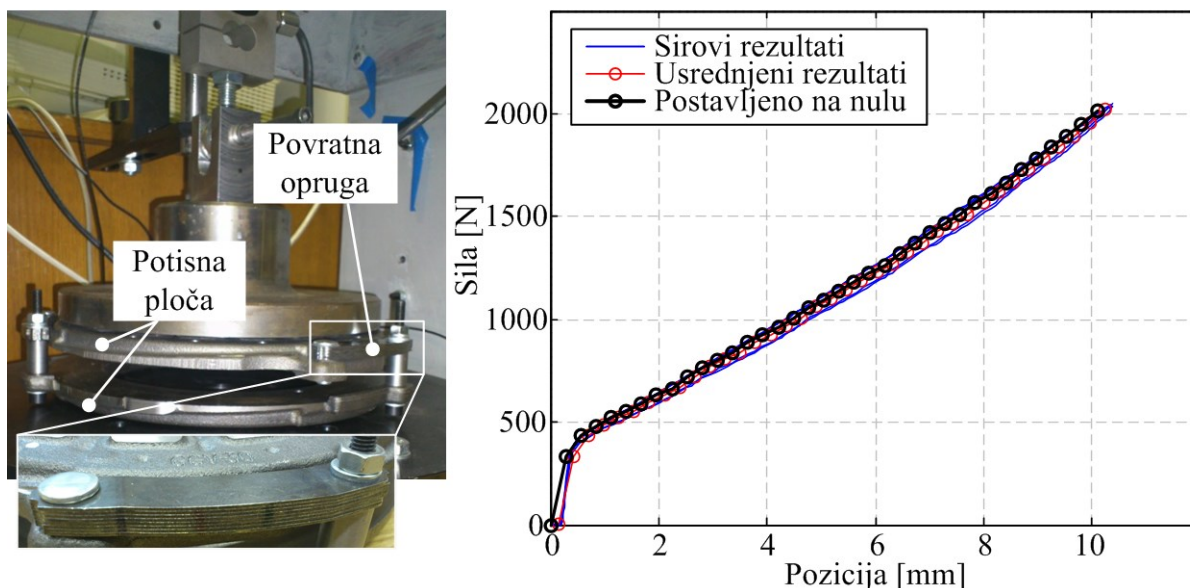 Povratna
opruga
Potisna
ploča
Sirovi rezultati
Usrednjeni rezultati
Postavljeno na nulu
Sila [N]
2000
1500
1000
500
0
0 2 4 6 8 10
Pozicija [mm]